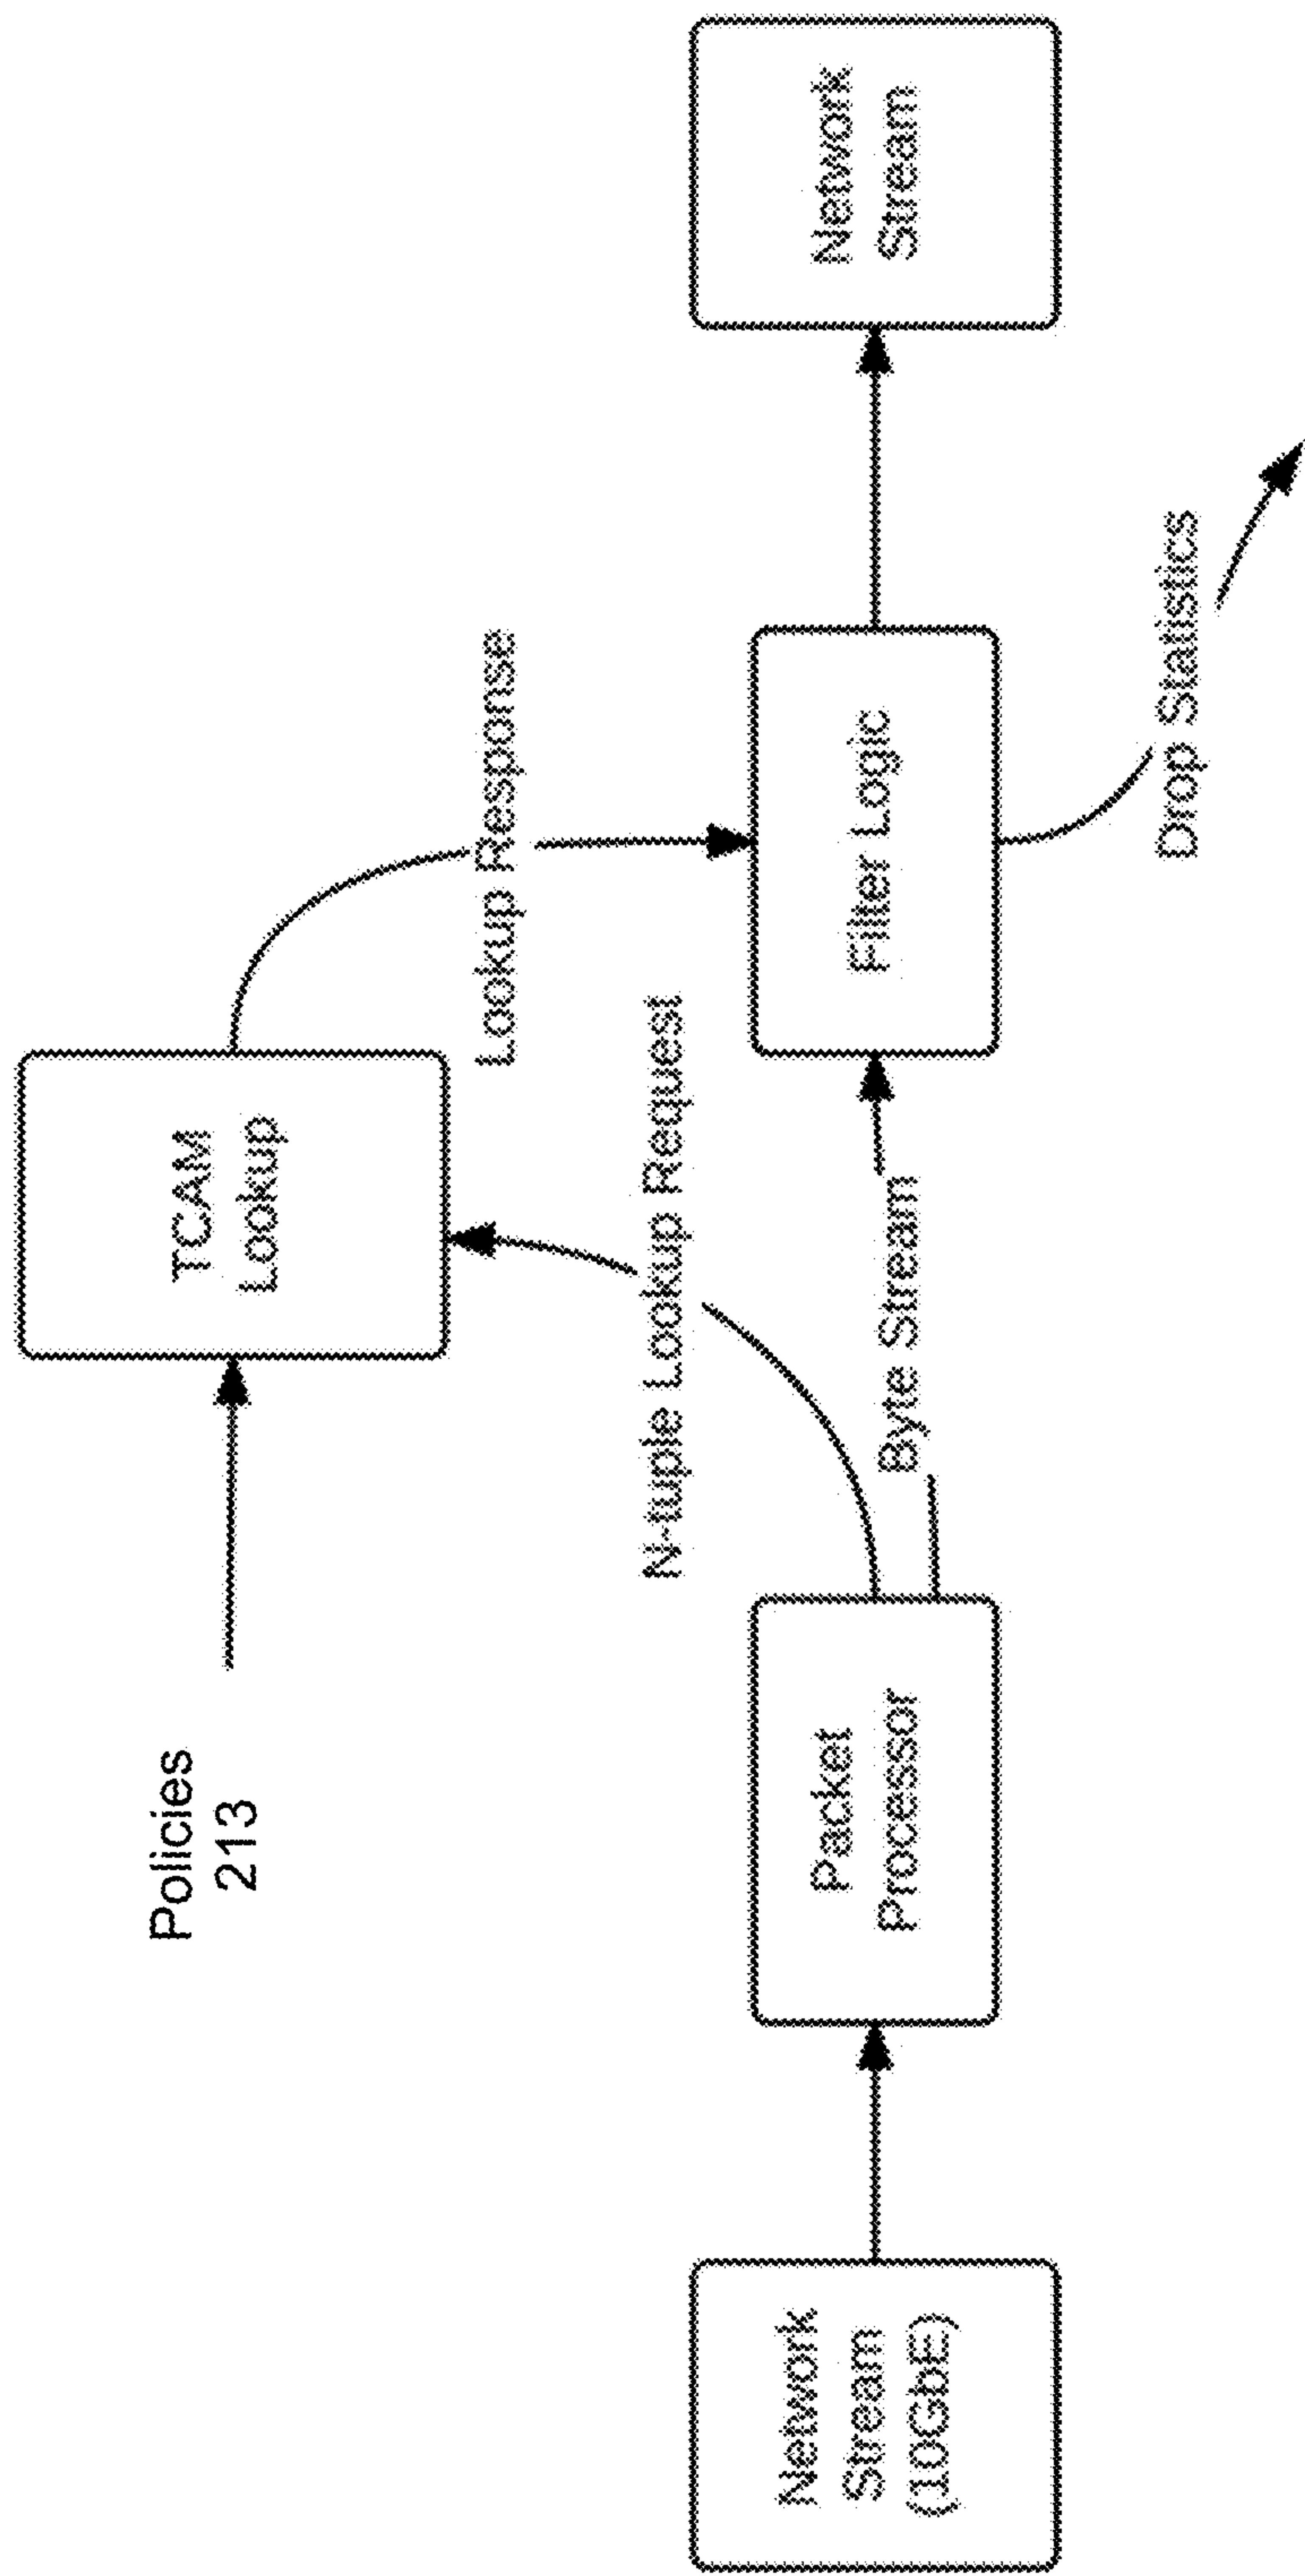 Policies
213
TCAM
Lookup
Lookup Response
N-tuple Lookup Request
Network
Stream
(10GbE)
Packet
Processor
Byte Stream
Filter Logic
Network
Stream
Drop Statistics